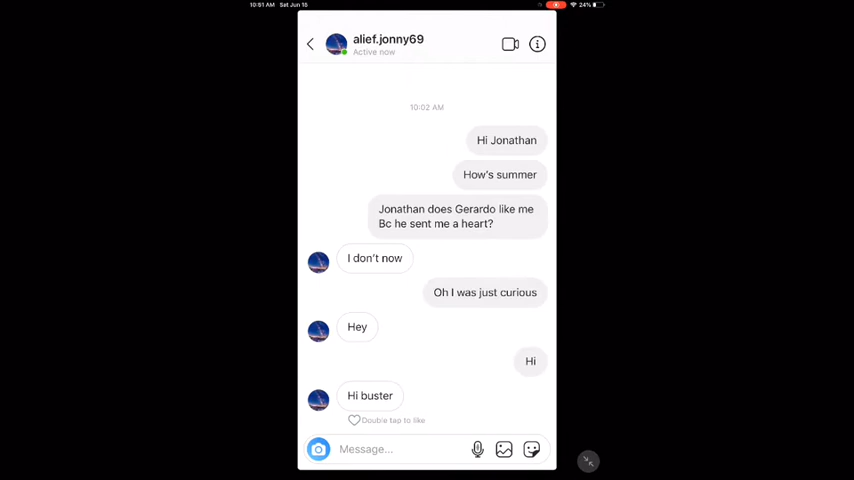 10:51 AM Sat Jun 15
24%
alief.jonny69
Active now
10:02 AM
Hi Jonathan
How's summer
Jonathan does Gerardo like me
Bc he sent me a heart?
I don't now
Oh I was just curious
Hey
Hi
Hi buster
Double tap to like
Message...